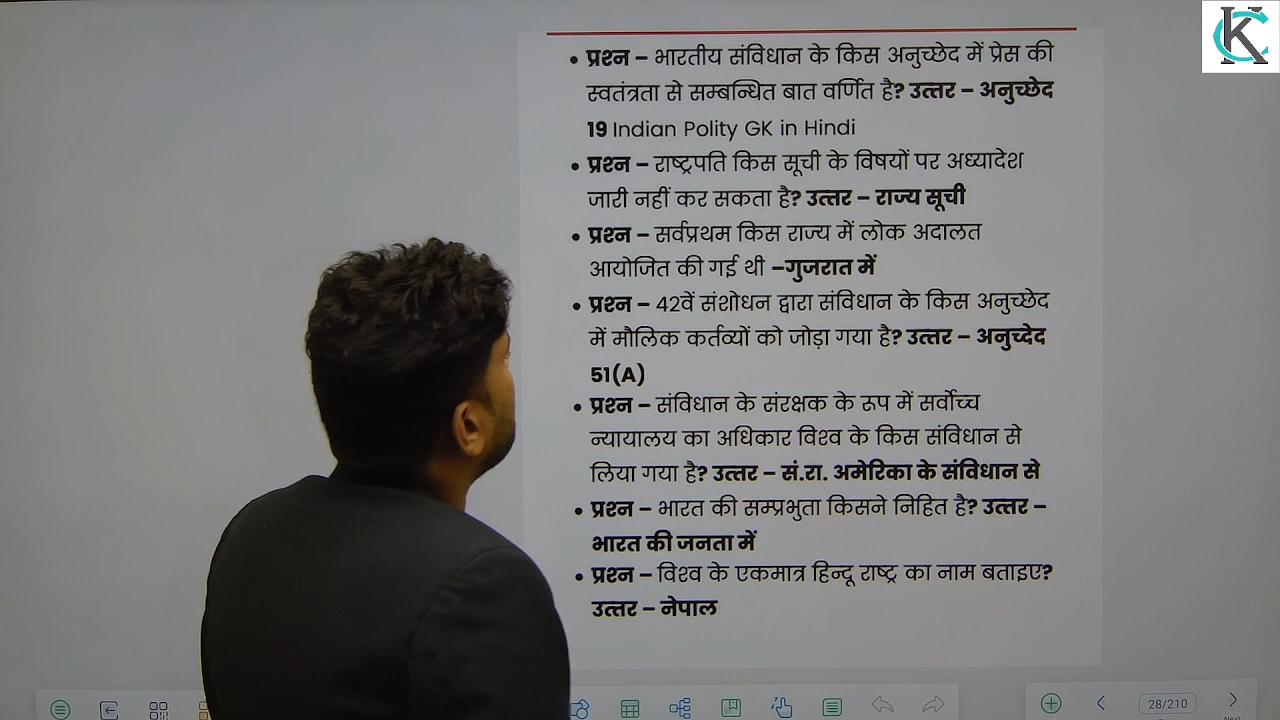 प्रश्न – भारतीय संविधान के किस अनुच्छेद में प्रेस की
स्वतंत्रता से सम्बन्धित बात वर्णित है? उत्तर – अनुच्छेद
19 Indian Polity GK in Hindi
प्रश्न – राष्ट्रपति किस सूची के विषयों पर अध्यादेश
जारी नहीं कर सकता है? उत्तर – राज्य सूची
प्रश्न – सर्वप्रथम किस राज्य में लोक अदालत
आयोजित की गई थी –गुजरात में
प्रश्न – 42वें संशोधन द्वारा संविधान के किस अनुच्छेद
में मौलिक कर्तव्यों को जोड़ा गया है? उत्तर – अनुच्देद
51(A)
प्रश्न – संविधान के संरक्षक के रूप में सर्वोच्च
न्यायालय का अधिकार विश्व के किस संविधान से
लिया गया है? उत्तर – सं.रा. अमेरिका के संविधान से
प्रश्न – भारत की सम्प्रभुता किसने निहित है? उत्तर –
भारत की जनता में
प्रश्न – विश्व के एकमात्र हिन्दू राष्ट्र का नाम बताइए?
उत्तर – नेपाल
28/210
Next
KC